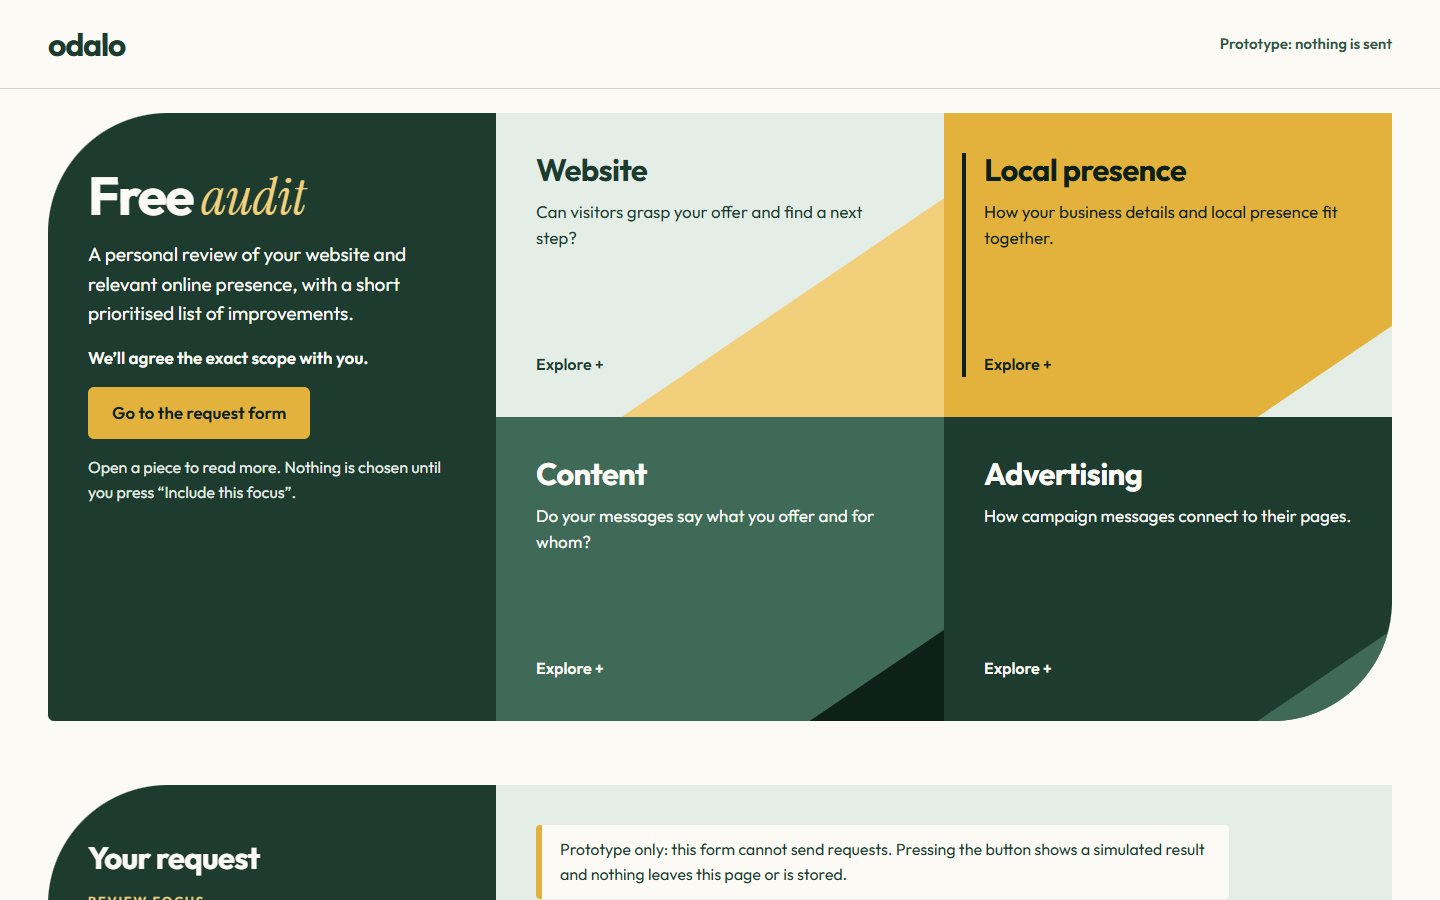 odalo
Prototype: nothing is sent
Free audit
A personal review of your website and
relevant online presence, with a short
prioritised list of improvements.
We’ll agree the exact scope with you.
Go to the request form
Open a piece to read more. Nothing is chosen until
you press “Include this focus”.
Website
Can visitors grasp your offer and find a next
step?
Explore +
Local presence
How your business details and local presence fit
together.
Explore +
Content
Do your messages say what you offer and for
whom?
Explore +
Advertising
How campaign messages connect to their pages.
Explore +
Your request
REVIEW FOCUS
Prototype only: this form cannot send requests. Pressing the button shows a simulated result
and nothing leaves this page or is stored.